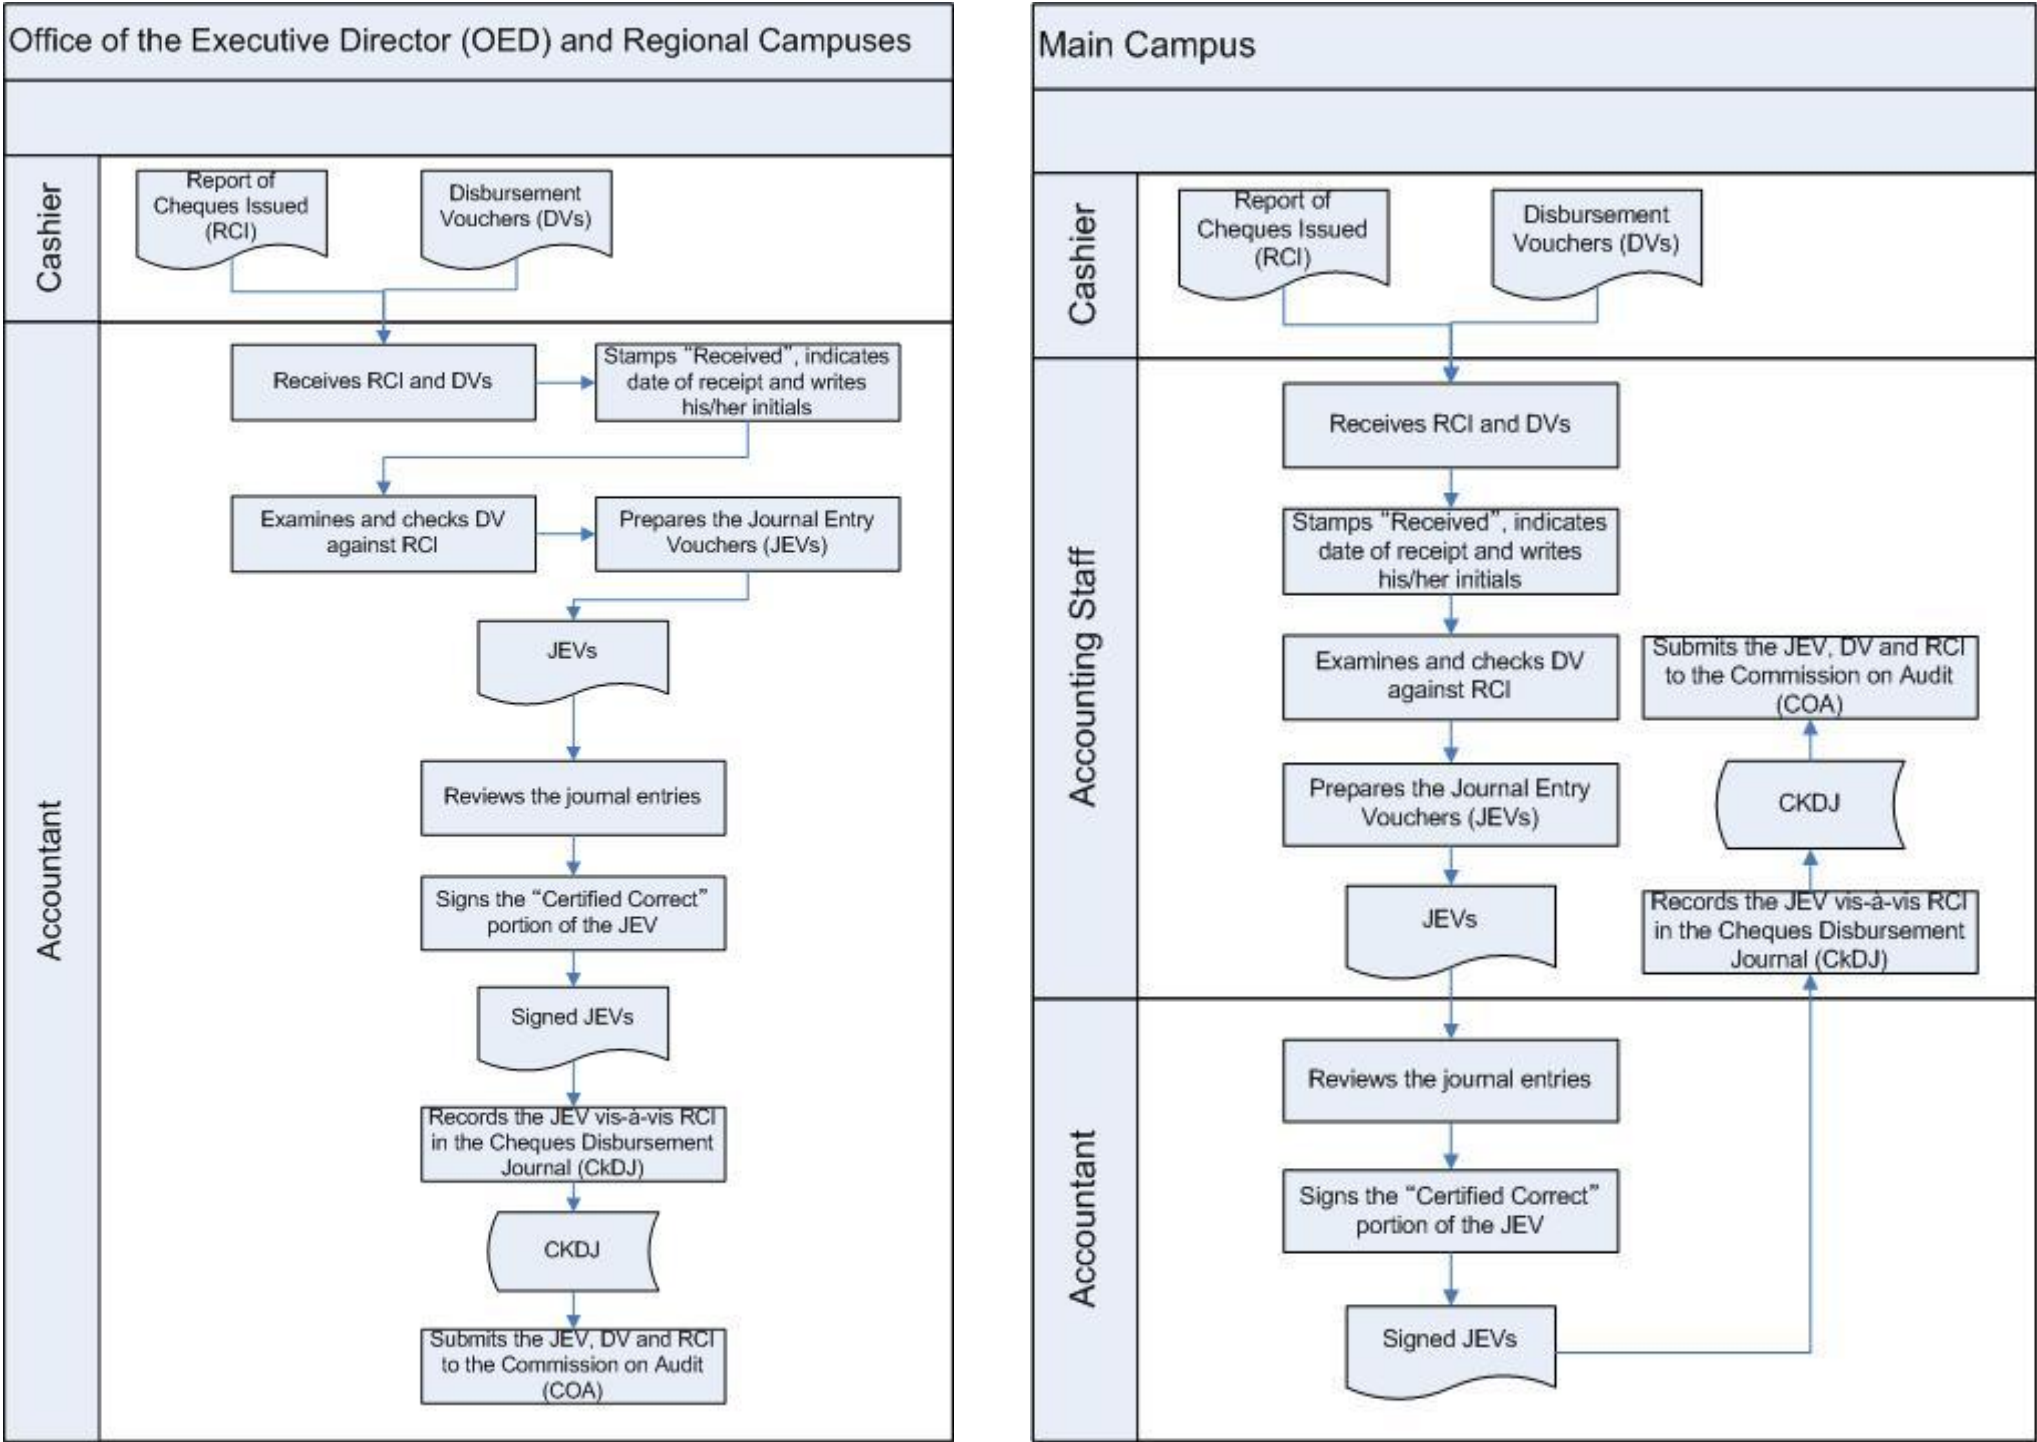 Office of the Executive Director (OED) and Regional Campuses
Cashier
Report of
Cheques Issued
(RCI)
Disbursement
Vouchers (DVs)
Accountant
Receives RCI and DVs
Stamps “Received”, indicates
date of receipt and writes
his/her initials
Examines and checks DV
against RCI
Prepares the Journal Entry
Vouchers (JEVs)
JEVs
Reviews the journal entries
Signs the “Certified Correct”
portion of the JEV
Signed JEVs
Records the JEV vis-à-vis RCI
in the Cheques Disbursement
Journal (CkDJ)
CKDJ
Submits the JEV, DV and RCI
to the Commission on Audit
(COA)
Main Campus
Cashier
Report of
Cheques Issued
(RCI)
Disbursement
Vouchers (DVs)
Accounting Staff
Receives RCI and DVs
Stamps “Received”, indicates
date of receipt and writes
his/her initials
Examines and checks DV
against RCI
Prepares the Journal Entry
Vouchers (JEVs)
JEVs
Accountant
Reviews the journal entries
Signs the “Certified Correct”
portion of the JEV
Signed JEVs
Records the JEV vis-à-vis RCI
in the Cheques Disbursement
Journal (CkDJ)
CKDJ
Submits the JEV, DV and RCI
to the Commission on Audit
(COA)